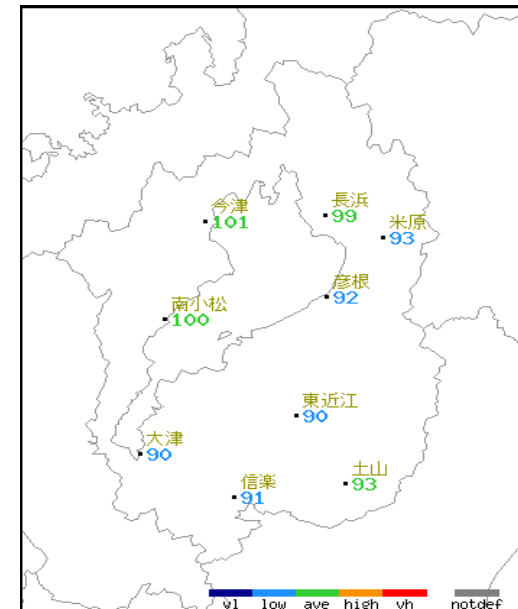 今津
101
長浜
99
米原
93
彦根
92
南小松
100
東近江
90
大津
90
土山
93
信楽
91
vl low ave high vh notdef